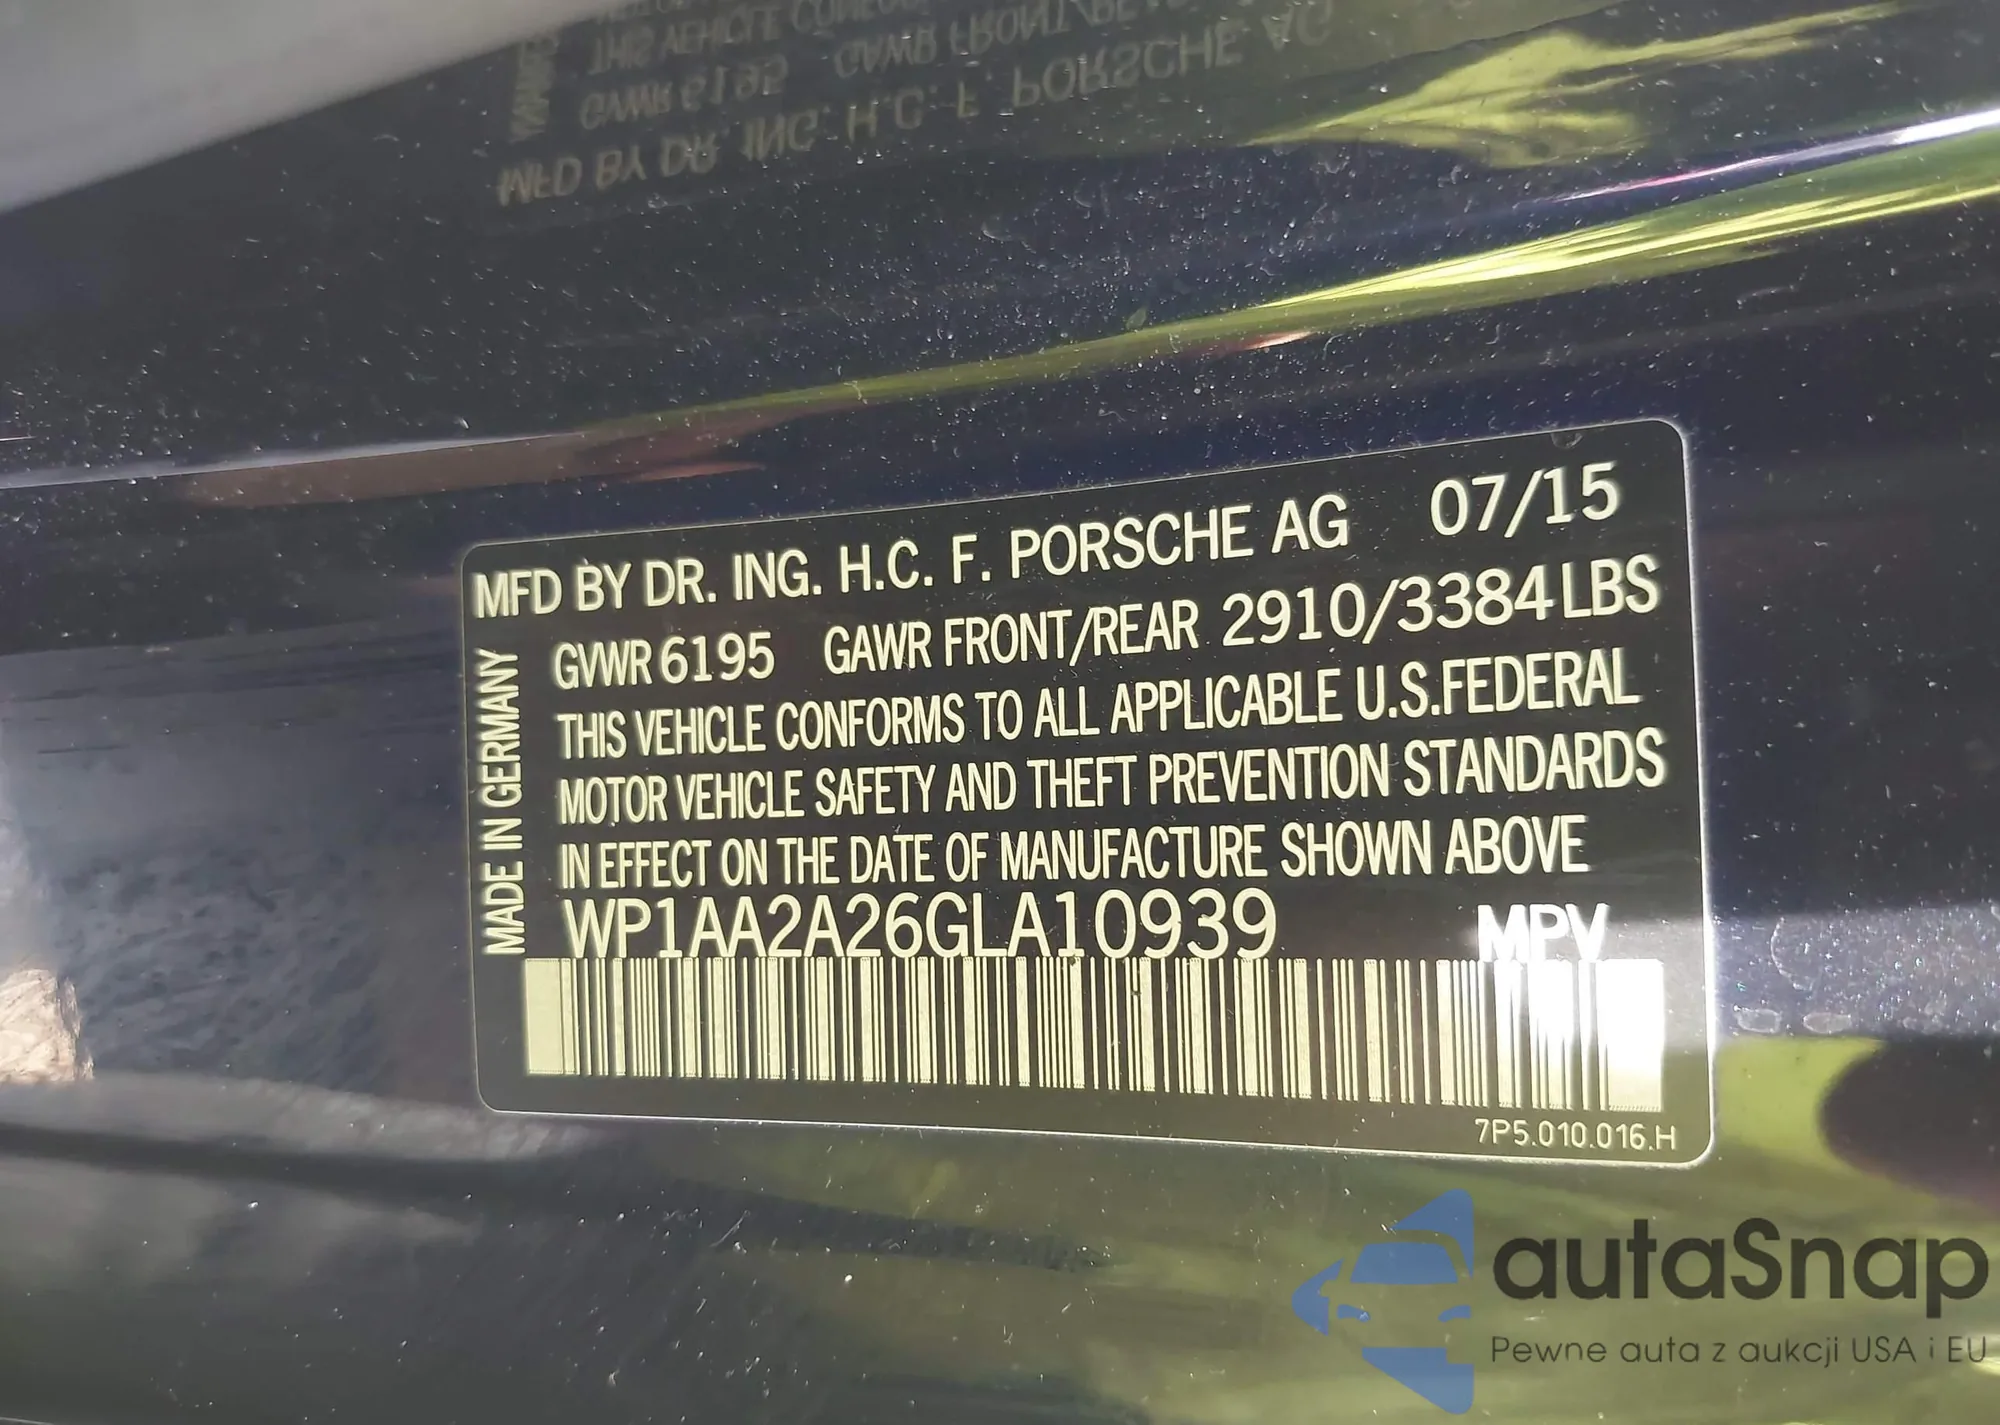 MFD BY DR. ING. H.C. F. PORSCHE AG 07/15
GVWR 6195 GAWR FRONT/REAR 2910/3384LBS
THIS VEHICLE CONFORMS TO ALL APPLICABLE U.S.FEDERAL
MOTOR VEHICLE SAFETY AND THEFT PREVENTION STANDARDS
IN EFFECT ON THE DATE OF MANUFACTURE SHOWN ABOVE
WP1AA2A26GLA10939 MPV
MADE IN GERMANY
7P5.010.016.H
autaSnap
Pewne auta z aukcji USA i EU